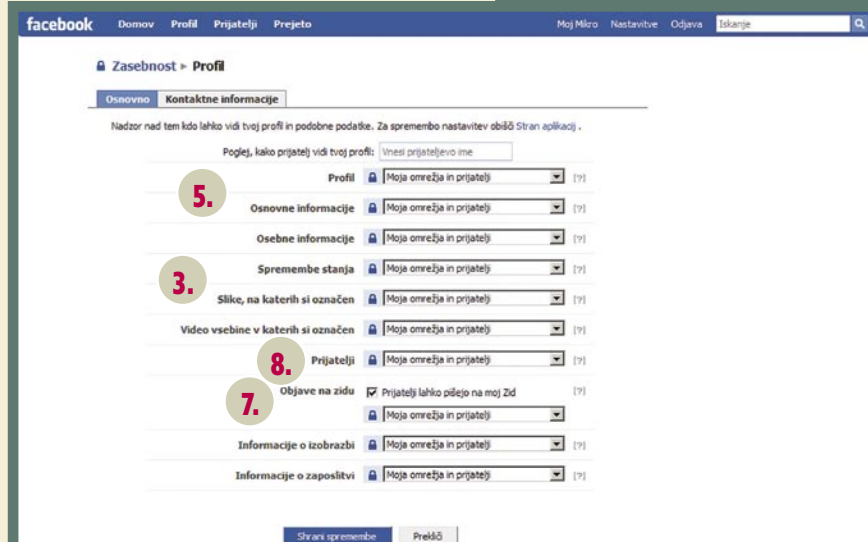 facebook Domov Profil Prijatelji Prejeto Moj Mikro Nastavitve Odjava Iskanje
Zasebnost ▸ Profil
Osnovno Kontaktne informacije
Nadzor nad tem kdo lahko vidi tvoj profil in podobne podatke. Za spremembo nastavitev obišči Stran aplikacij .
Poglej, kako prijatelj vidi tvoj profil: Vnesi prijateljevo ime
Profil Moja omrežja in prijatelji [?]
5.
Osnovne informacije Moja omrežja in prijatelji [?]
Osebne informacije Moja omrežja in prijatelji [?]
Spremembe stanja Moja omrežja in prijatelji [?]
3.
Slike, na katerih si označen Moja omrežja in prijatelji [?]
Video vsebine v katerih si označen Moja omrežja in prijatelji [?]
8. Prijatelji Moja omrežja in prijatelji [?]
7. Objave na zidu Prijatelji lahko pišejo na moj Zid [?]
Moja omrežja in prijatelji
Informacije o izobrazbi Moja omrežja in prijatelji [?]
Informacije o zaposlitvi Moja omrežja in prijatelji [?]
Shrani spremembe Prekliči